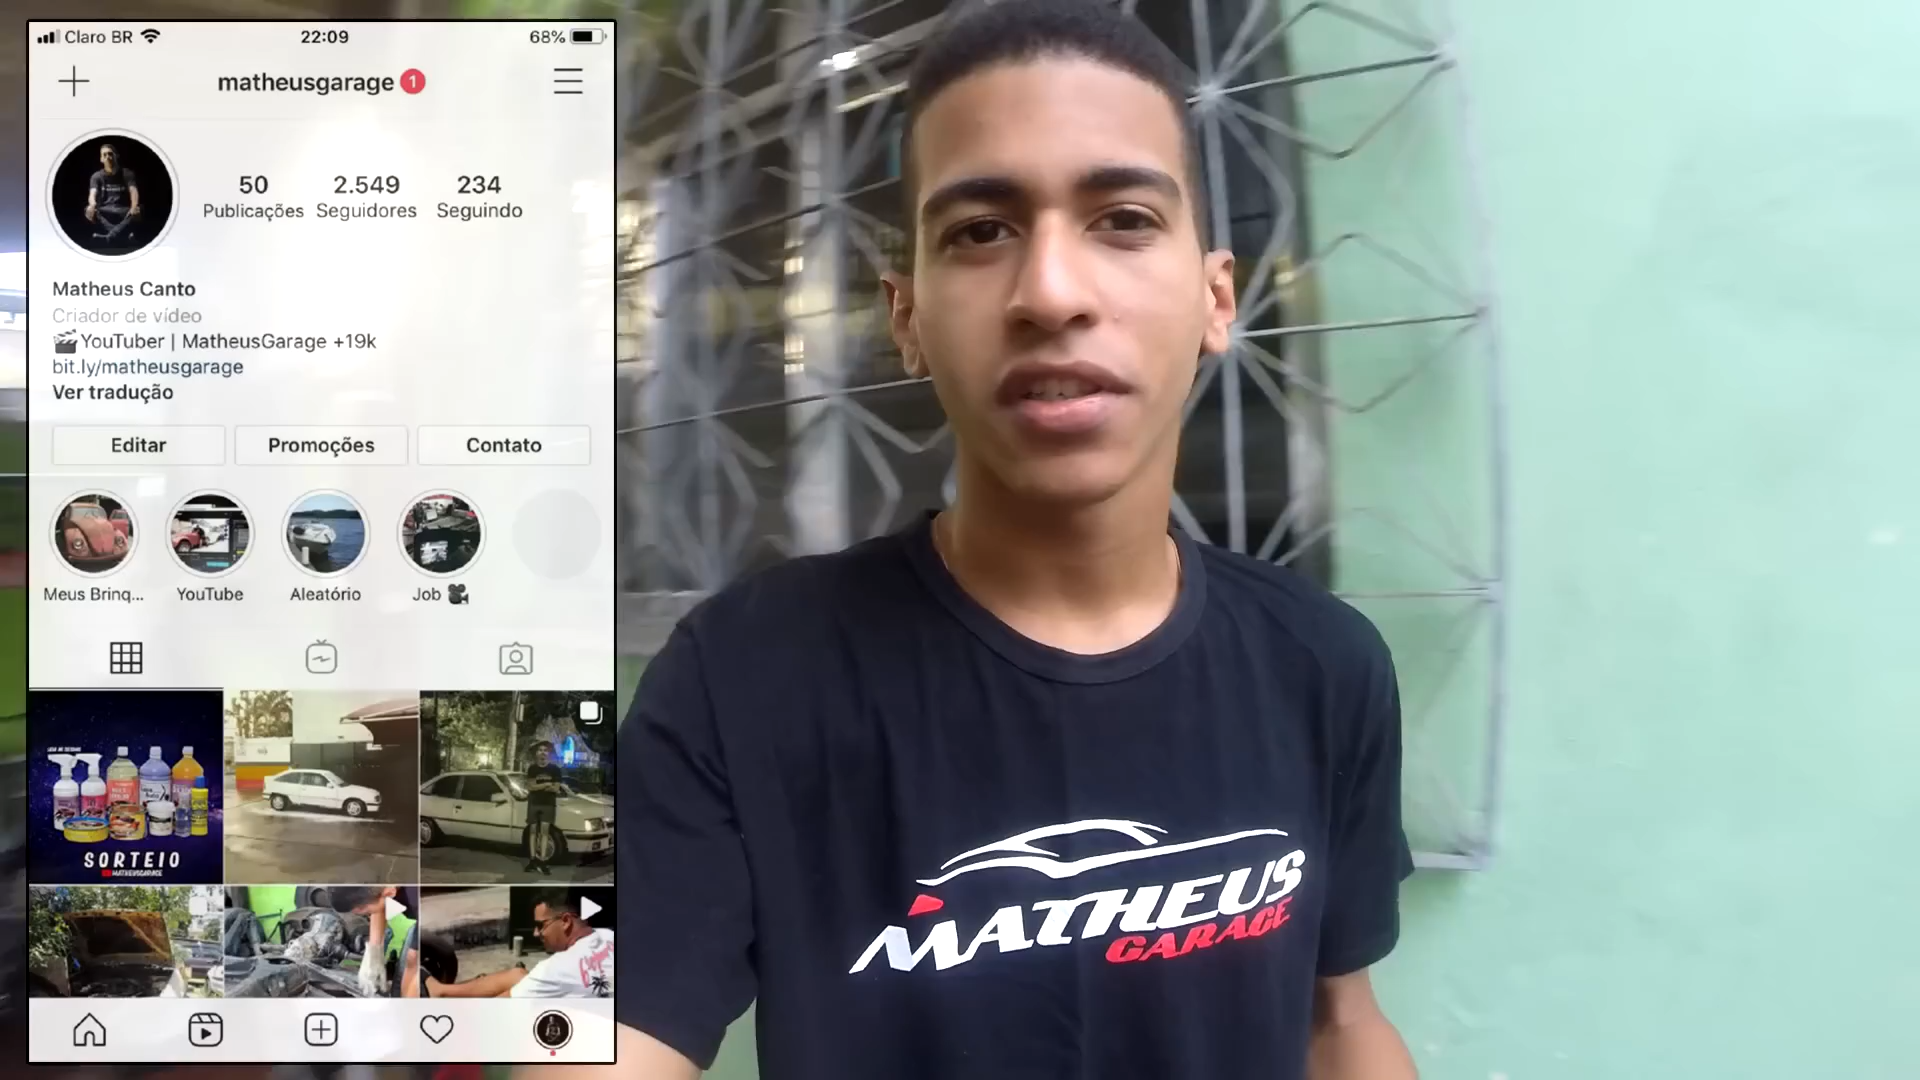 Claro BR
22:09
68%
matheusgarage 1
50
2.549
234
Publicações
Seguidores
Seguindo
Matheus Canto
Criador de vídeo
YouTuber | MatheusGarage +19k
bit.ly/matheusgarage
Ver tradução
Editar
Promoções
Contato
Meus Brinq...
YouTube
Aleatório
Job
SORTEIO
MATHEUSGARAGE
MATHEUS
GARAGE